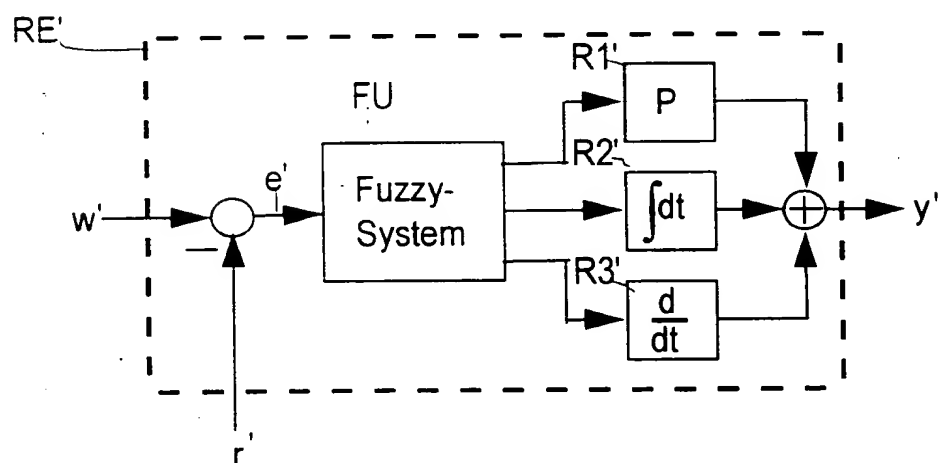 RE'
R1'
FU
P
R2'
e'
Fuzzy-
System
w'
∫dt
+
y'
−
R3'
d
dt
r'